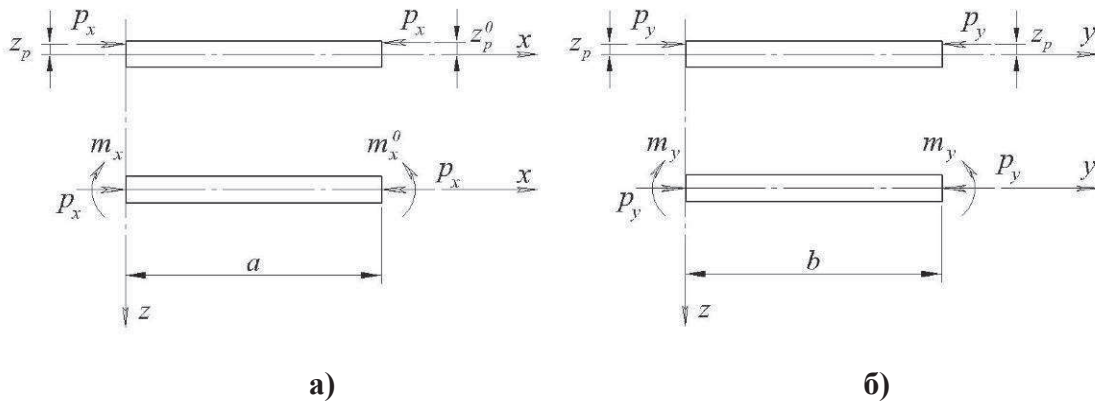 p_x p_x z_p^0 x
z_p
p_y p_y z_p y
z_p
m_x m_x^0
p_x x
p_x
m_y m_y
p_y y
p_y
a
b
z
z
а)
б)